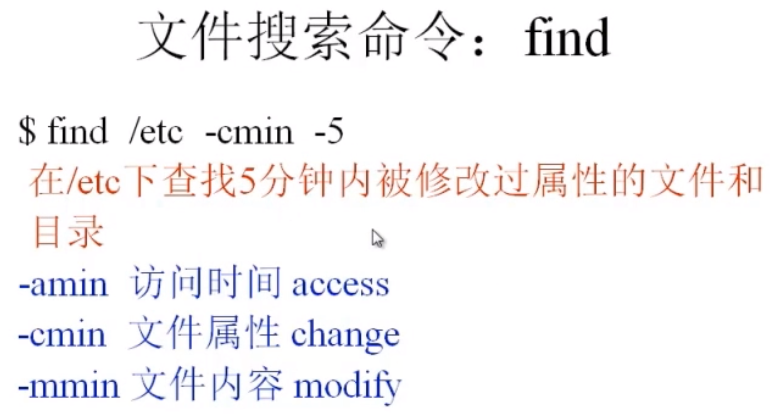 文件搜索命令：find
$ find /etc -cmin -5
在/etc下查找5分钟内被修改过属性的文件和
目录
-amin 访问时间 access
-cmin 文件属性 change
-mmin 文件内容 modify